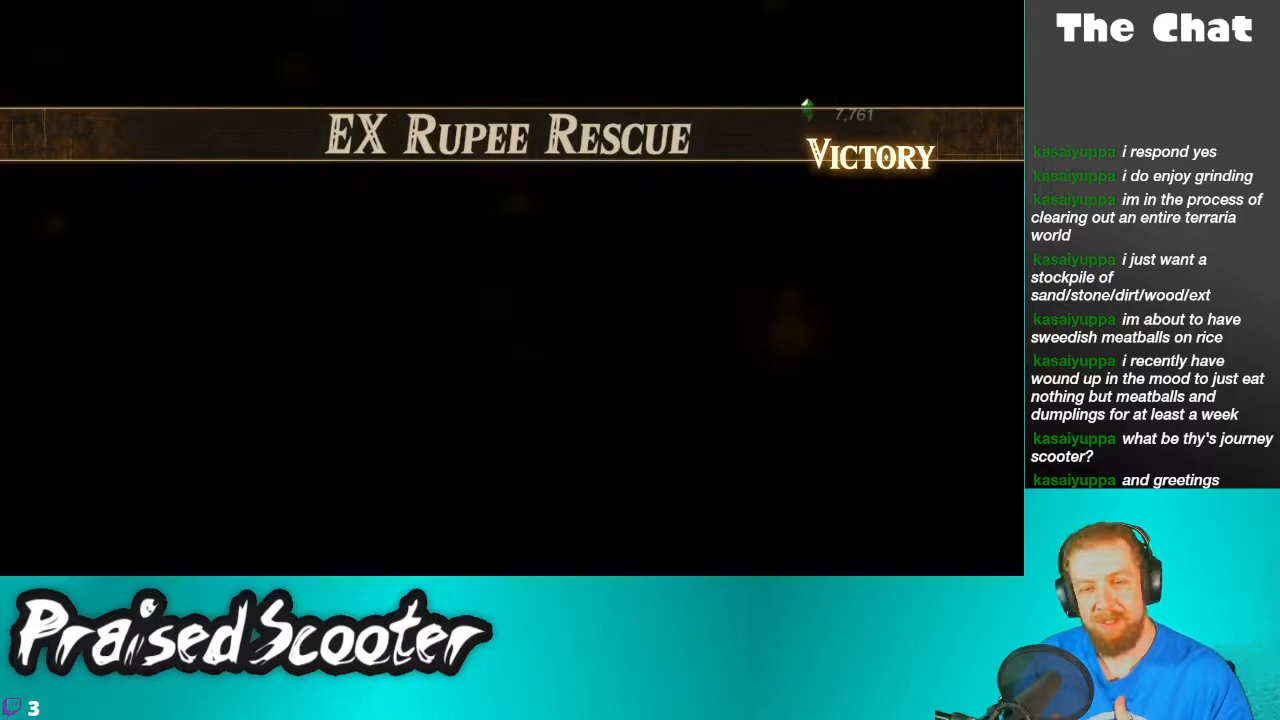 The Chat
EX RUPEE RESCUE
7,761
VICTORY
kasaiyuppa i respond yes
kasaiyuppa i do enjoy grinding
kasaiyuppa im in the process of
clearing out an entire terraria
world
kasaiyuppa i just want a
stockpile of
sand/stone/dirt/wood/ext
kasaiyuppa im about to have
sweedish meatballs on rice
kasaiyuppa i recently have
wound up in the mood to just eat
nothing but meatballs and
dumplings for at least a week
kasaiyuppa what be thy's journey
scooter?
kasaiyuppa and greetings
PraisedScooter
3